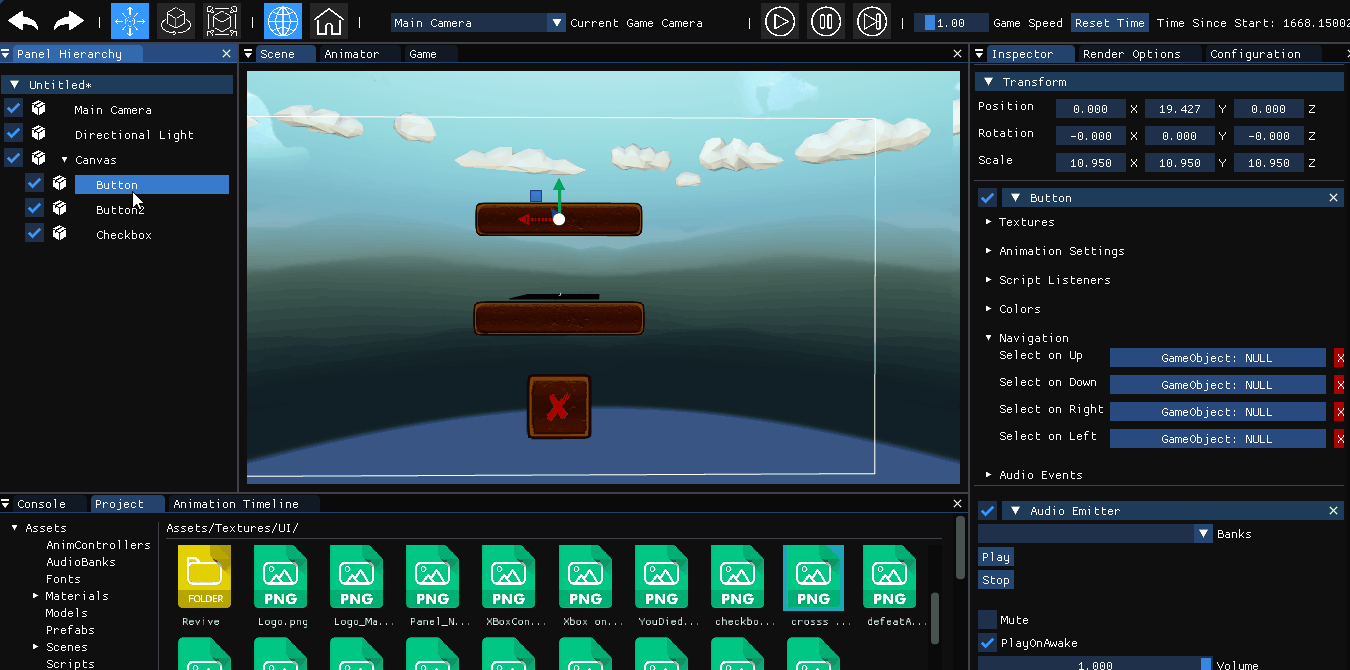 Main Camera Current Game Camera 1.00 Game Speed Reset Time Time Since Start: 1668.15002
Panel Hierarchy
Untitled*
Main Camera
Directional Light
Canvas
Button
Button2
Checkbox
Scene Animator Game
Inspector Render Options Configuration
Transform
Position 0.000 X 19.427 Y 0.000 Z
Rotation -0.000 X 0.000 Y -0.000 Z
Scale 10.950 X 10.950 Y 10.950 Z
Button
Textures
Animation Settings
Script Listeners
Colors
Navigation
Select on Up GameObject: NULL X
Select on Down GameObject: NULL X
Select on Right GameObject: NULL X
Select on Left GameObject: NULL X
Audio Events
Audio Emitter
Banks
Play
Stop
Mute
PlayOnAwake
1.000 Volume
Console Project Animation Timeline
Assets
AnimControllers
AudioBanks
Fonts
Materials
Models
Prefabs
Scenes
Scripts
Assets/Textures/UI/
FOLDER PNG PNG PNG PNG PNG PNG PNG PNG PNG
Revive Logo.png Logo_Ma... Panel_N... XBoxCon... Xbox on... YouDied... checkbo... crosss ... defeatA...